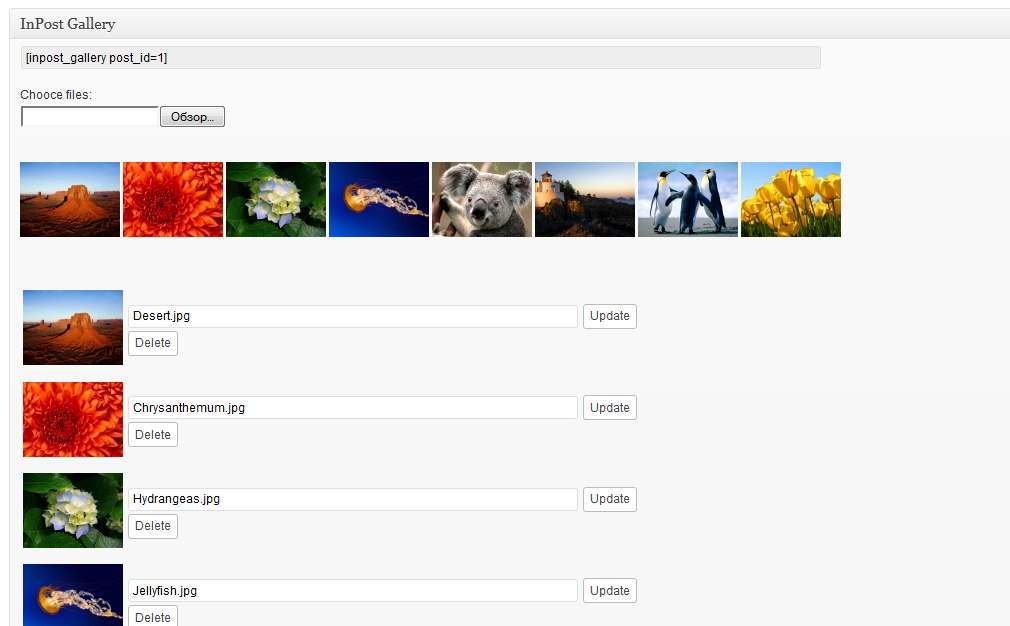 InPost Gallery
[inpost_gallery post_id=1]
Chooce files:
Обзор...
Desert.jpg
Update
Delete
Chrysanthemum.jpg
Update
Delete
Hydrangeas.jpg
Update
Delete
Jellyfish.jpg
Update
Delete